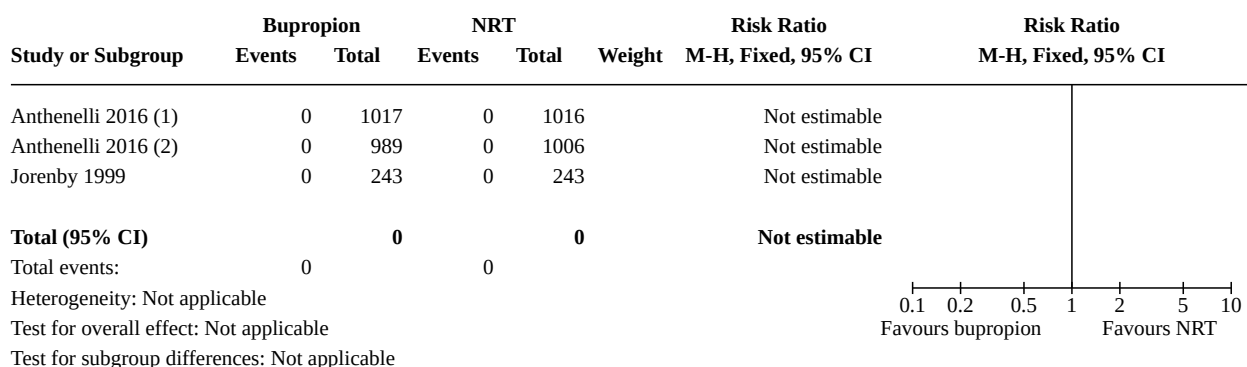 Bupropion NRT Risk Ratio Risk Ratio
Study or Subgroup Events Total Events Total Weight M-H, Fixed, 95% CI M-H, Fixed, 95% CI
Anthenelli 2016 (1) 0 1017 0 1016 Not estimable
Anthenelli 2016 (2) 0 989 0 1006 Not estimable
Jorenby 1999 0 243 0 243 Not estimable
Total (95% CI) 0 0 Not estimable
Total events: 0 0
Heterogeneity: Not applicable
Test for overall effect: Not applicable
Test for subgroup differences: Not applicable
0.1 0.2 0.5 1 2 5 10
Favours bupropion Favours NRT